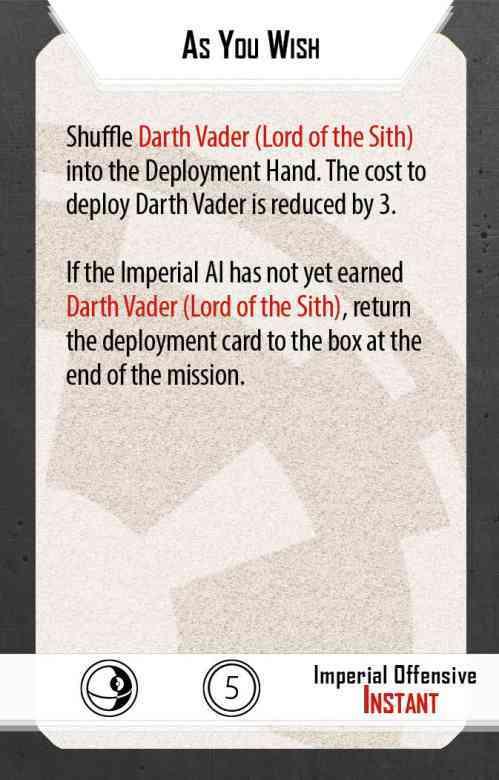 As You Wish
Shuffle Darth Vader (Lord of the Sith)
into the Deployment Hand. The cost to
deploy Darth Vader is reduced by 3.
If the Imperial AI has not yet earned
Darth Vader (Lord of the Sith), return
the deployment card to the box at the
end of the mission.
5
Imperial Offensive
Instant